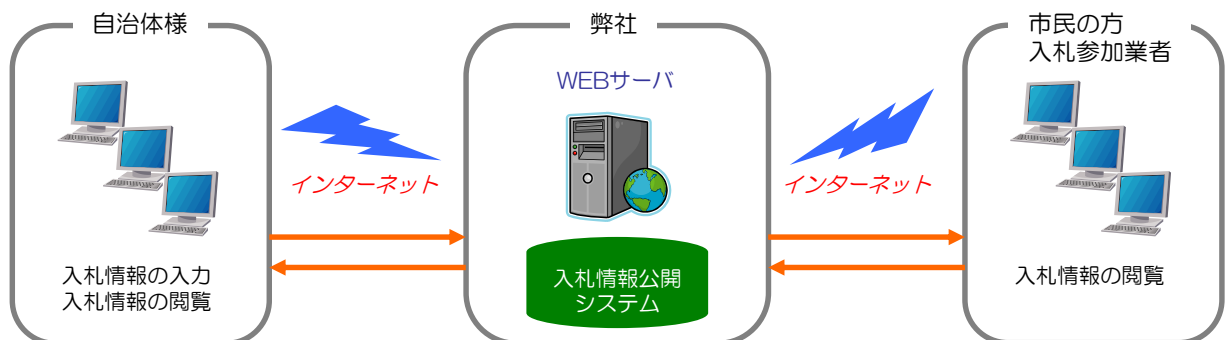 自治体様
入札情報の入力
入札情報の閲覧
インターネット
弊社
WEBサーバ
入札情報公開
システム
インターネット
市民の方
入札参加業者
入札情報の閲覧